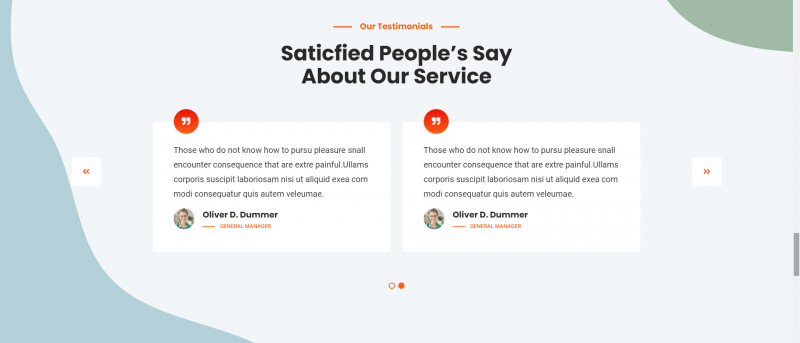 Our Testimonials
Saticfied People's Say
About Our Service
Those who do not know how to pursu pleasure snall
encounter consequence that are extre painful.Ullams
corporis suscipit laboriosam nisi ut aliquid exea com
modi consequatur quis autem veleumae.
Oliver D. Dummer
GENERAL MANAGER
Those who do not know how to pursu pleasure snall
encounter consequence that are extre painful.Ullams
corporis suscipit laboriosam nisi ut aliquid exea com
modi consequatur quis autem veleumae.
Oliver D. Dummer
GENERAL MANAGER